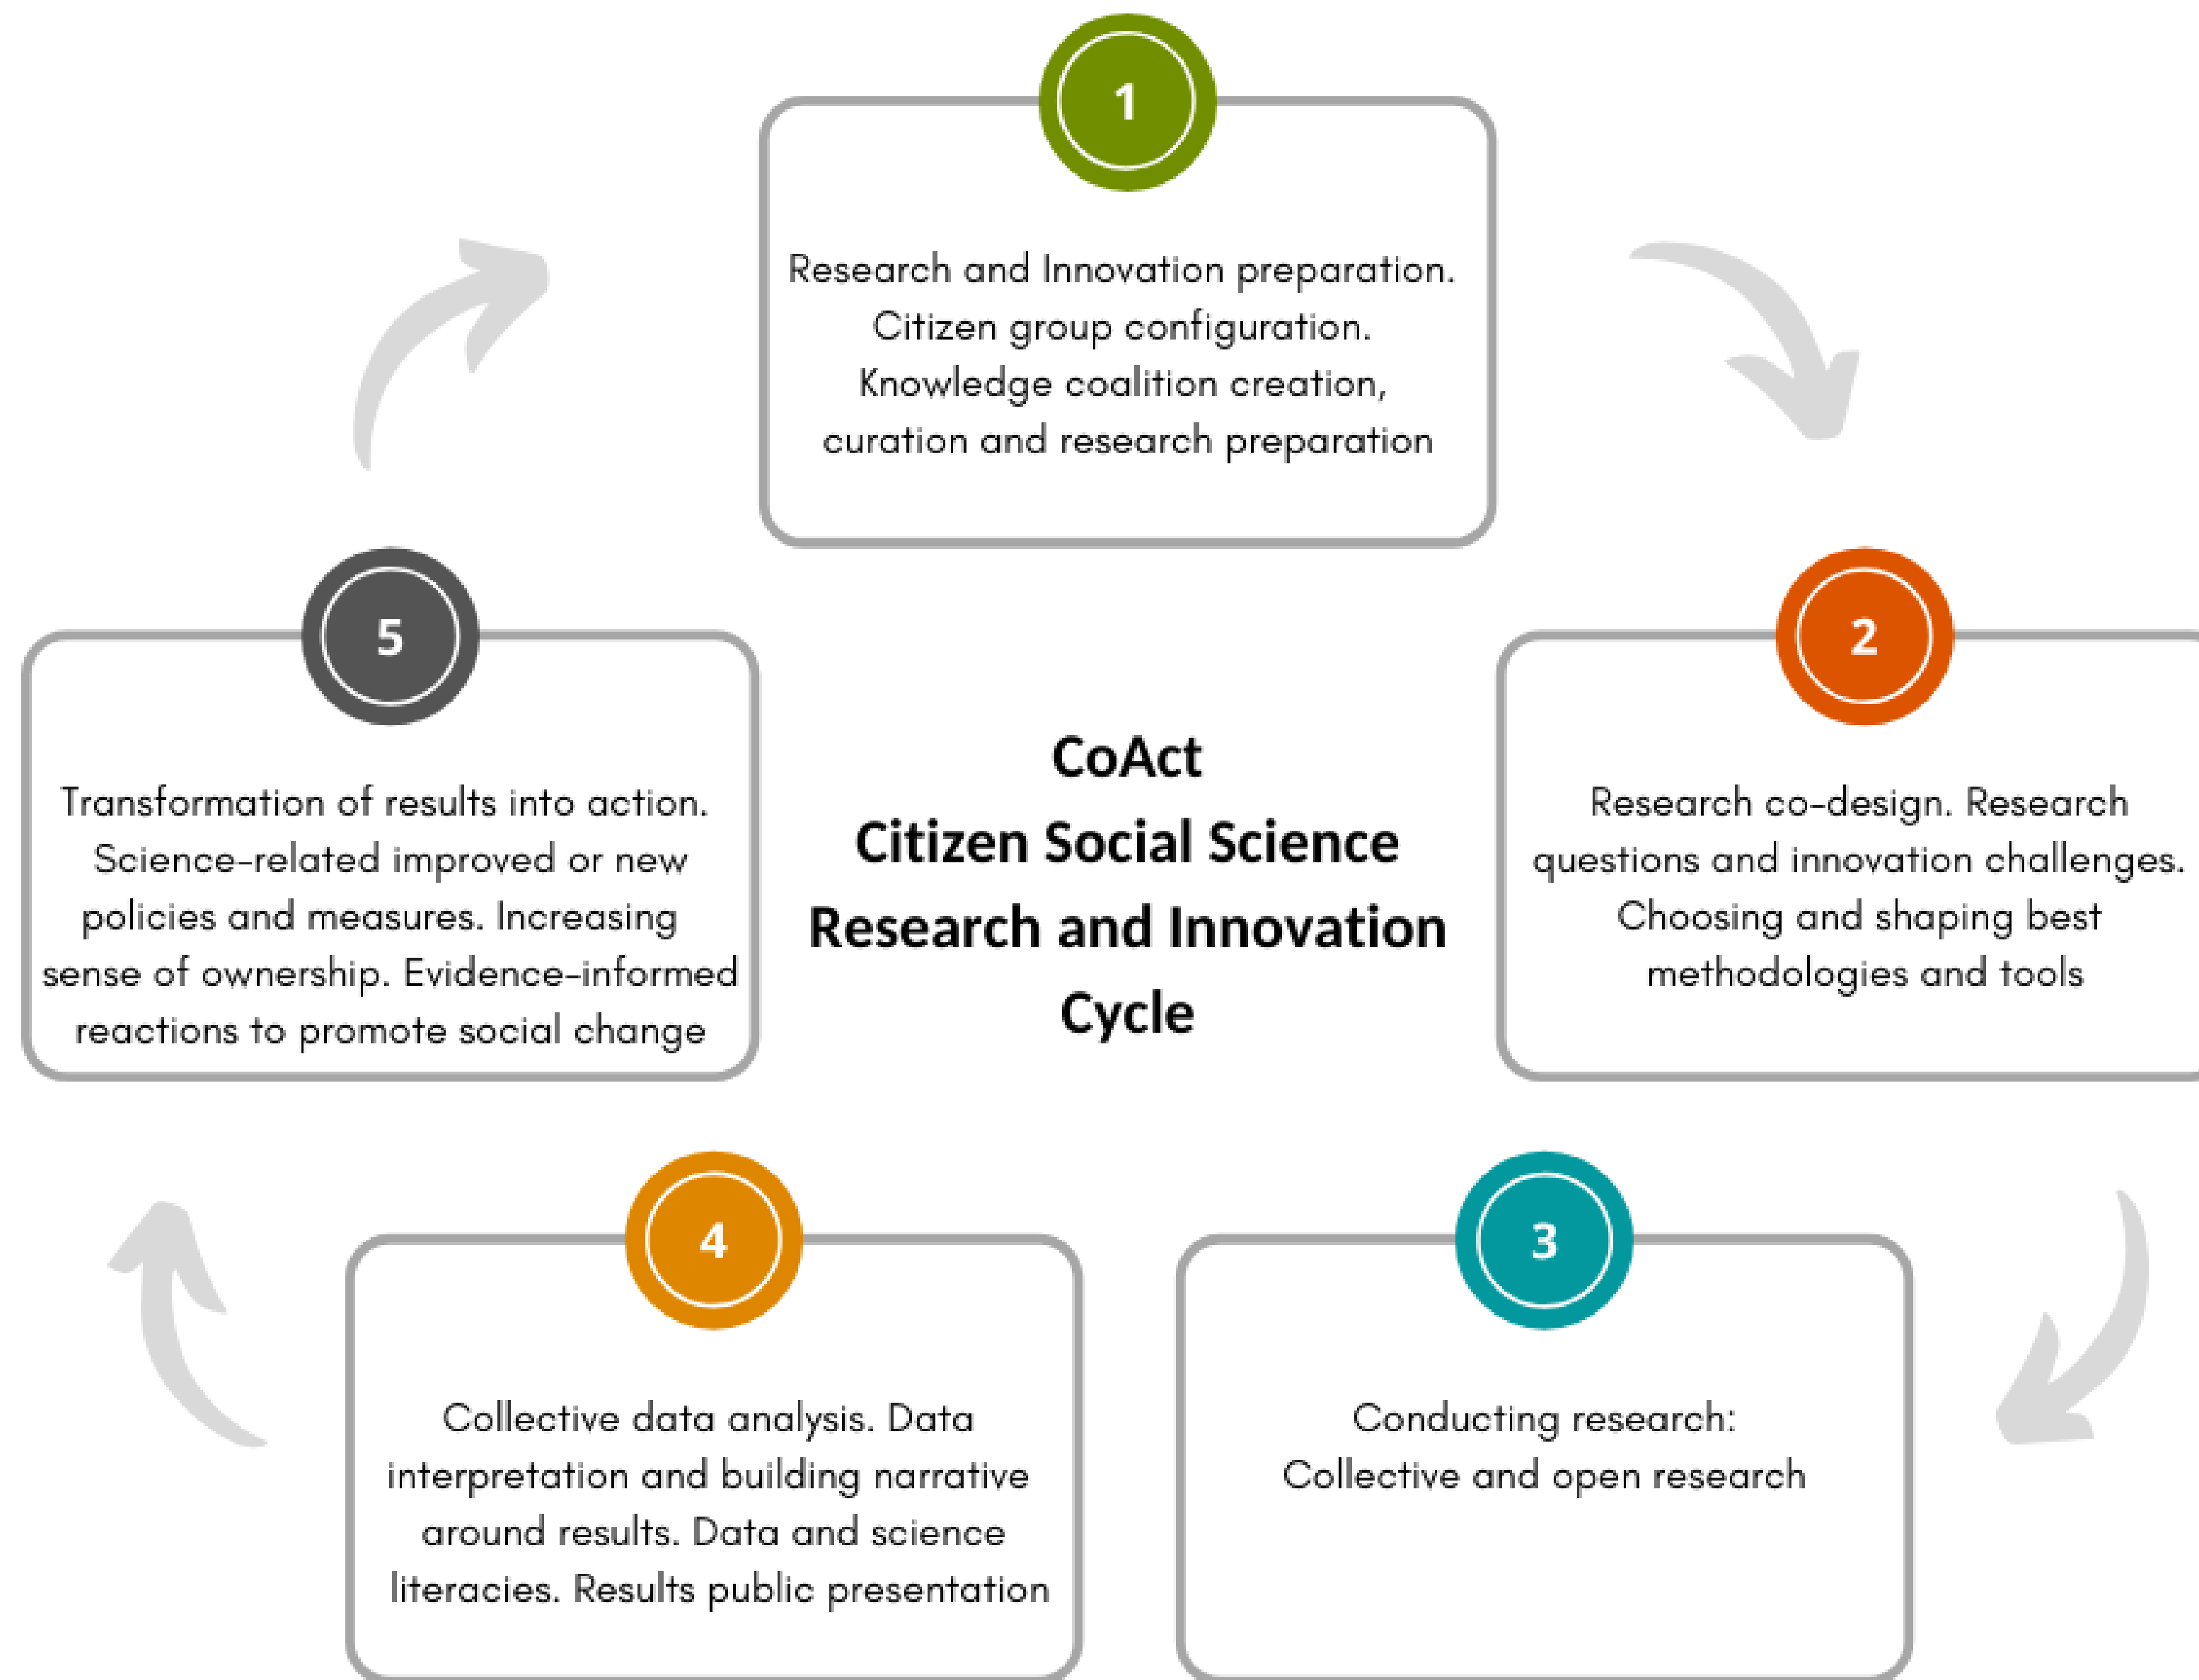 1
Research and Innovation preparation.
Citizen group configuration.
Knowledge coalition creation,
curation and research preparation
2
Research co-design. Research
questions and innovation challenges.
Choosing and shaping best
methodologies and tools
3
Conducting research:
Collective and open research
4
Collective data analysis. Data
interpretation and building narrative
around results. Data and science
literacies. Results public presentation
5
Transformation of results into action.
Science-related improved or new
policies and measures. Increasing
sense of ownership. Evidence-informed
reactions to promote social change
CoAct
Citizen Social Science
Research and Innovation
Cycle